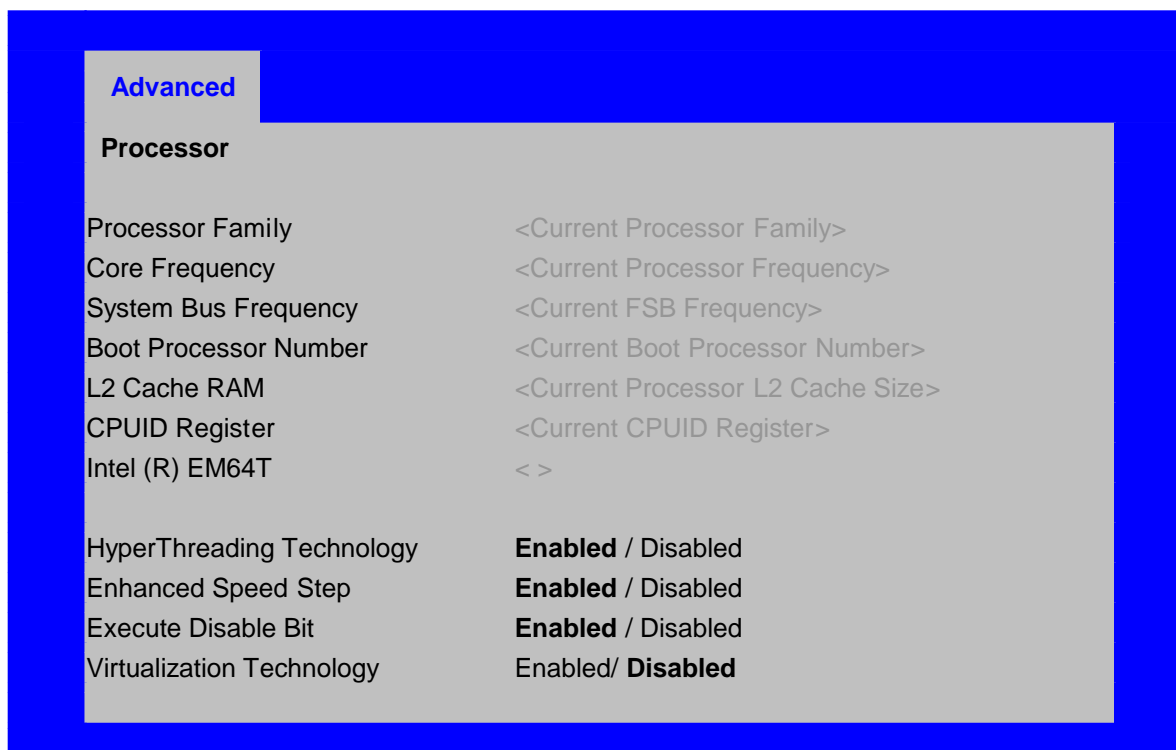 Advanced
Processor
Processor Family <Current Processor Family>
Core Frequency <Current Processor Frequency>
System Bus Frequency <Current FSB Frequency>
Boot Processor Number <Current Boot Processor Number>
L2 Cache RAM <Current Processor L2 Cache Size>
CPUID Register <Current CPUID Register>
Intel (R) EM64T < >
HyperThreading Technology Enabled / Disabled
Enhanced Speed Step Enabled / Disabled
Execute Disable Bit Enabled / Disabled
Virtualization Technology Enabled/ Disabled